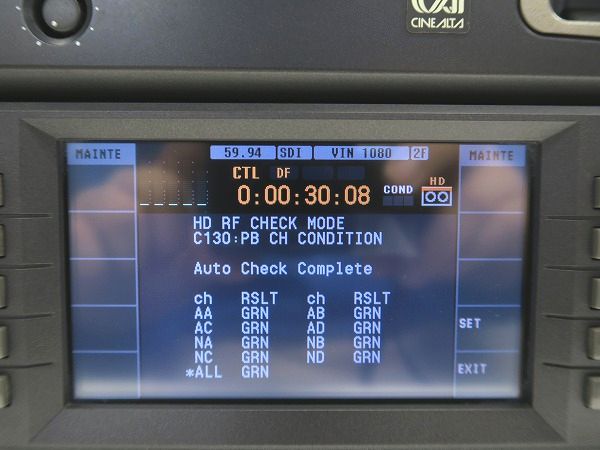 CINEALTA
MAINTE 59.94 SDI VIN 1080 2F MAINTE
CTL DF
0:00:30:08 COND HD
HD RF CHECK MODE
C130:PB CH CONDITION
Auto Check Complete
ch RSLT ch RSLT
AA GRN AB GRN
AC GRN AD GRN
NA GRN NB GRN
NC GRN ND GRN
*ALL GRN
SET
EXIT